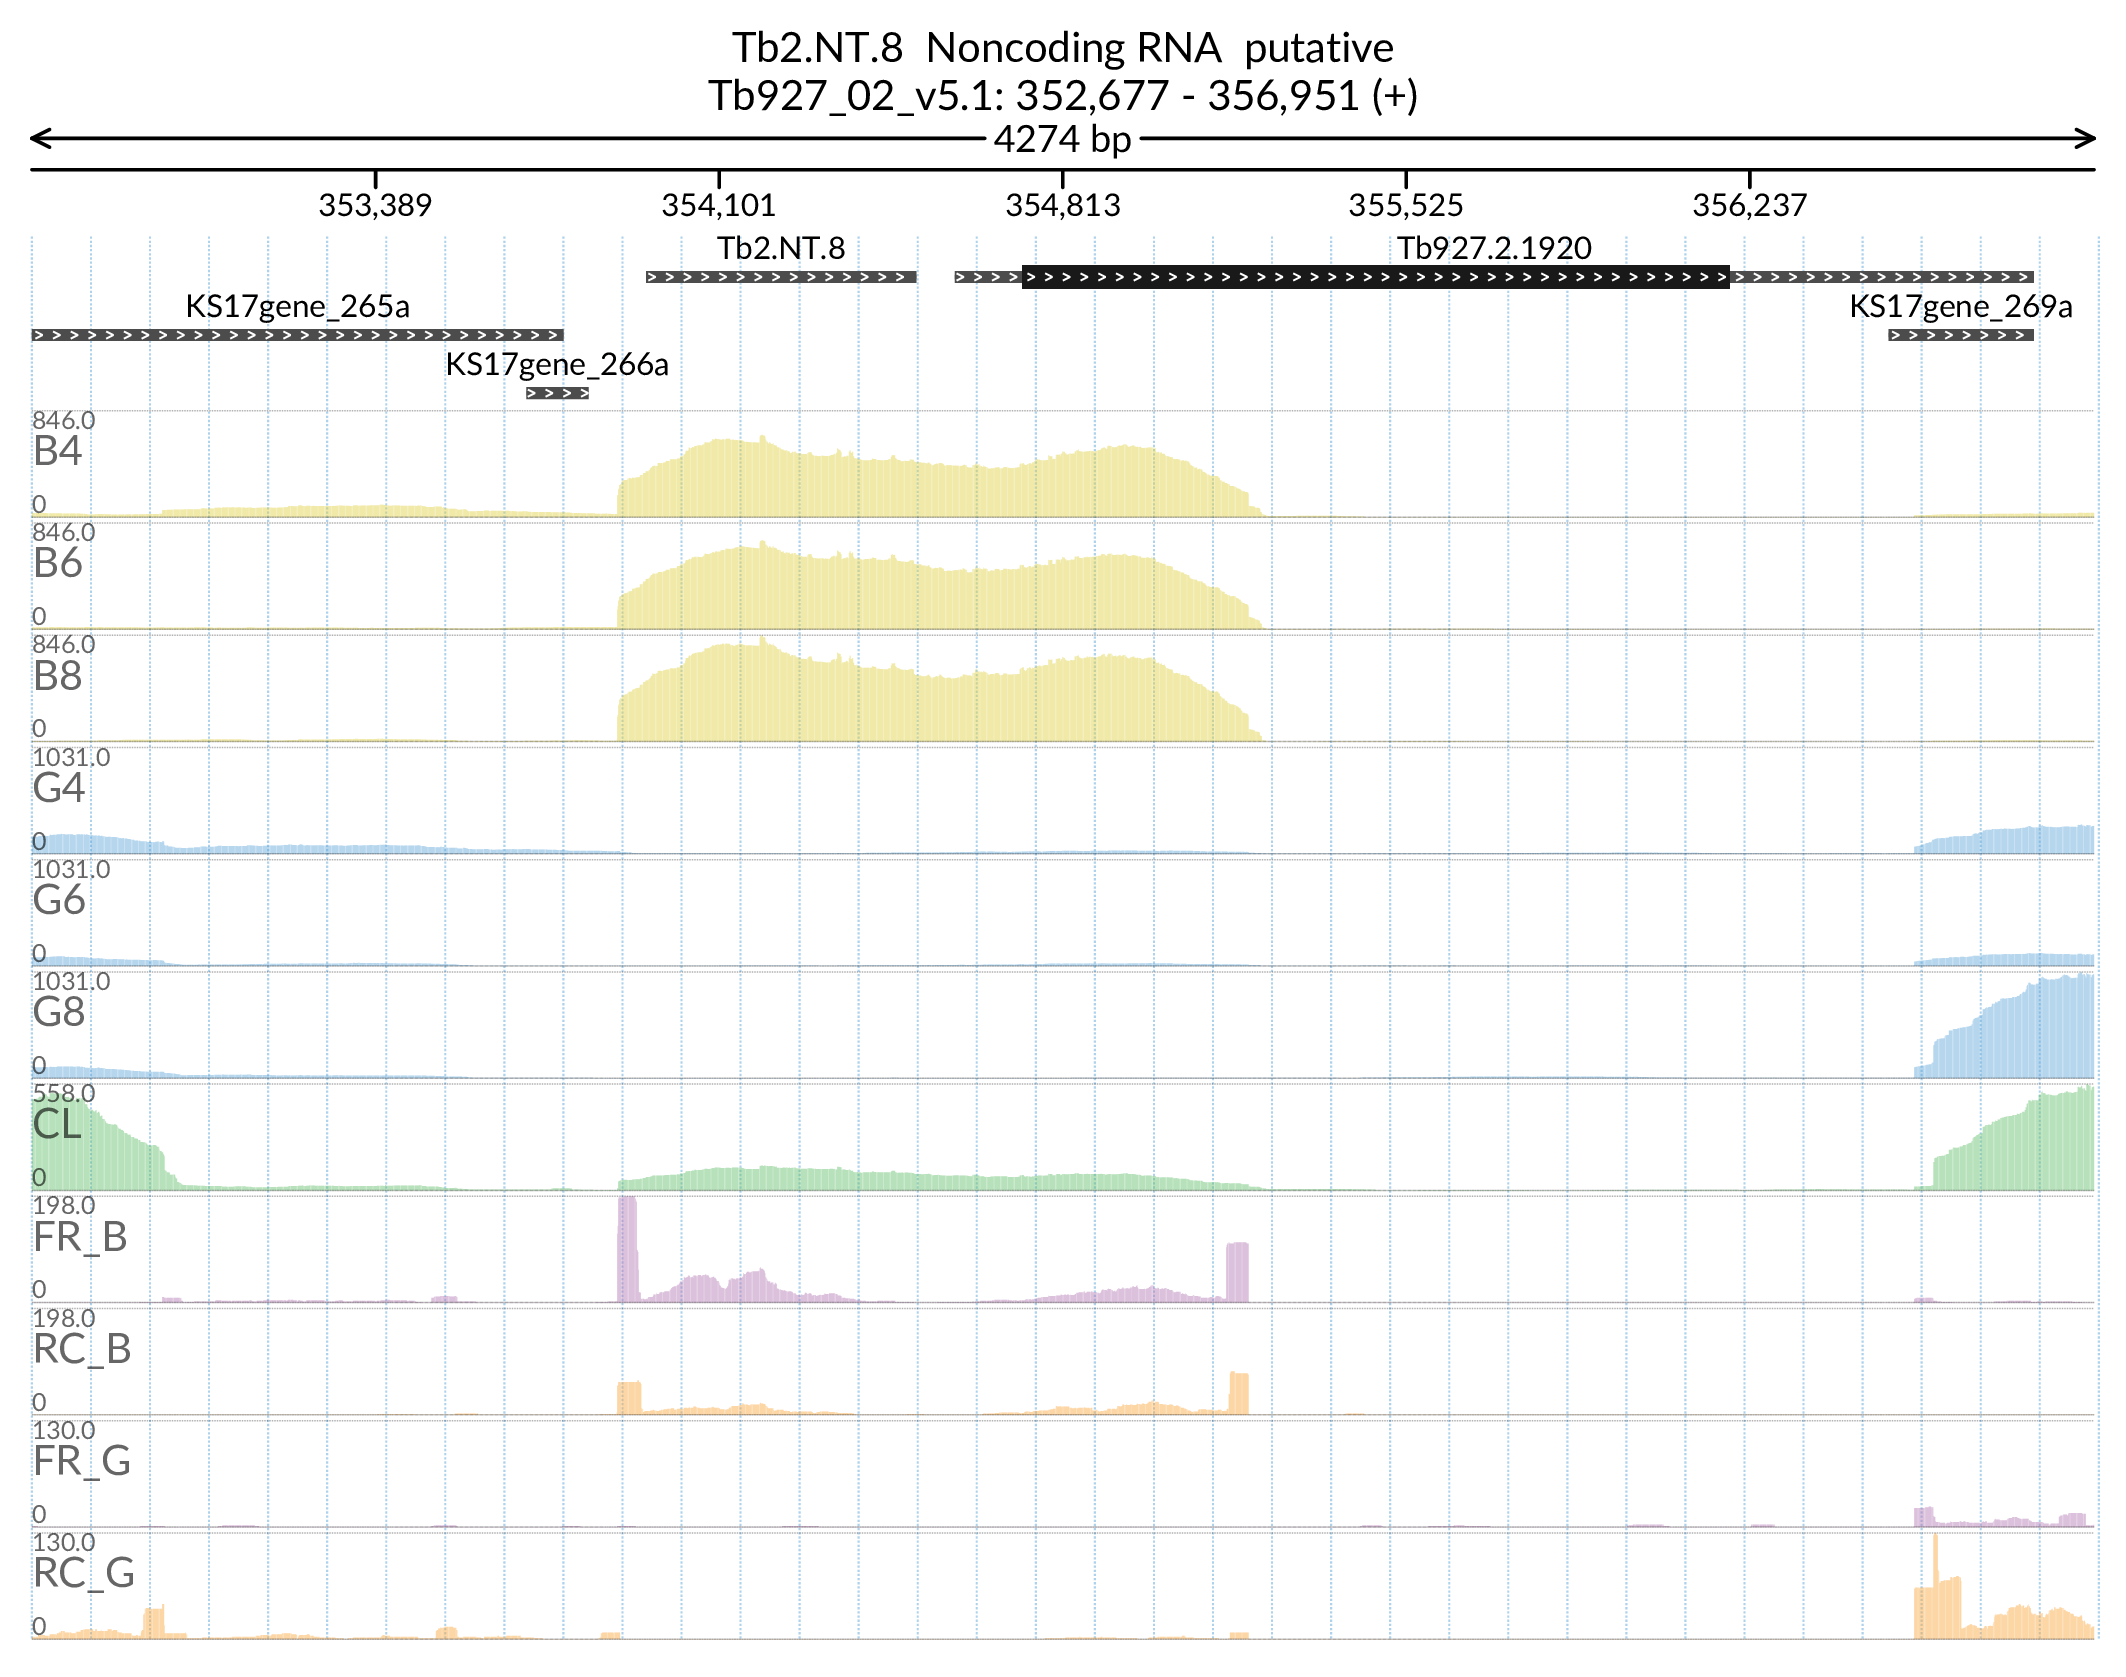 Tb2.NT.8  Noncoding RNA  putative
Tb927_02_v5.1: 352,677 - 356,951 (+)
4274 bp
353,389 354,101 354,813 355,525 356,237
Tb2.NT.8 Tb927.2.1920
KS17gene_265a KS17gene_269a
KS17gene_266a
846.0
B4
0
846.0
B6
0
846.0
B8
0
1031.0
G4
0
1031.0
G6
0
1031.0
G8
0
558.0
CL
0
198.0
FR_B
0
198.0
RC_B
0
130.0
FR_G
0
130.0
RC_G
0